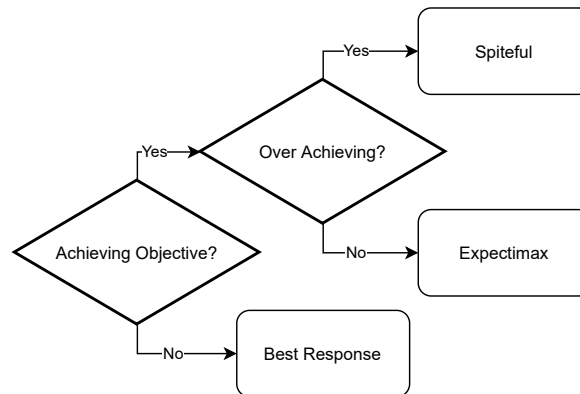 Yes
Spiteful
Over Achieving?
Yes
No
Expectimax
Achieving Objective?
No
Best Response